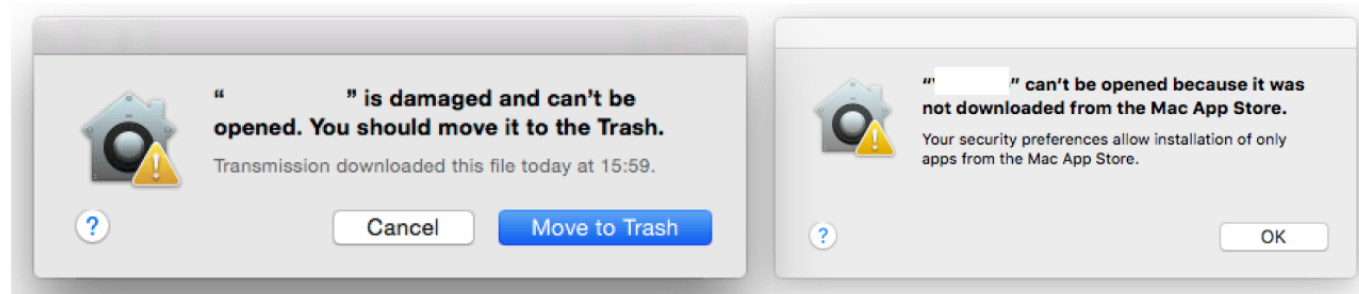 “ ” is damaged and can’t be
opened. You should move it to the Trash.
Transmission downloaded this file today at 15:59.
?
Cancel
Move to Trash
“ ” can’t be opened because it was
not downloaded from the Mac App Store.
Your security preferences allow installation of only
apps from the Mac App Store.
?
OK